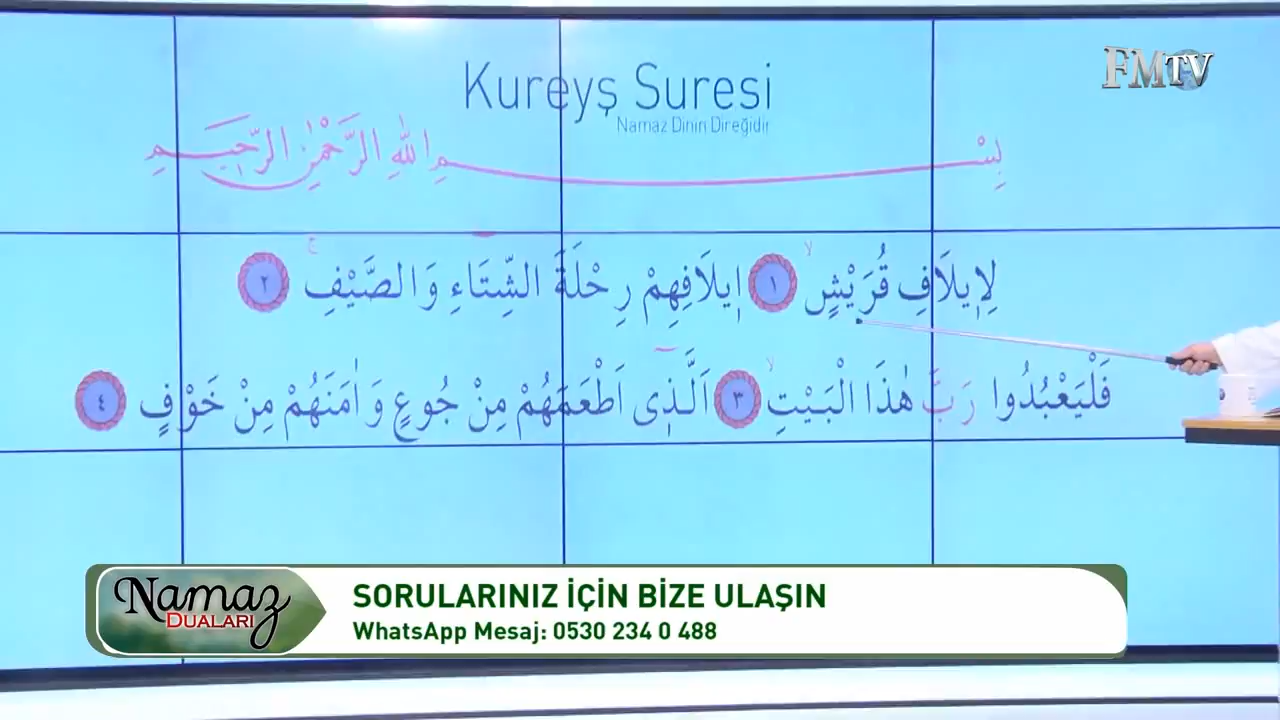 FMTV
Kureyş Suresi
Namaz Dinin Direğidir
بِسْمِ اللّٰهِ الرَّحْمٰنِ الرَّحٖيمِ
لِاٖيلَافِ قُرَيْشٍۙ ١ اٖيلَافِهِمْ رِحْلَةَ الشِّتَٓاءِ وَالصَّيْفِۚ ٢
فَلْيَعْبُدُوا رَبَّ هٰذَا الْبَيْتِۙ ٣ اَلَّذٖٓى اَطْعَمَهُمْ مِنْ جُوعٍ وَاٰمَنَهُمْ مِنْ خَوْفٍ ٤
Namaz
DUALARI
SORULARINIZ İÇİN BİZE ULAŞIN
WhatsApp Mesaj: 0530 234 0 488